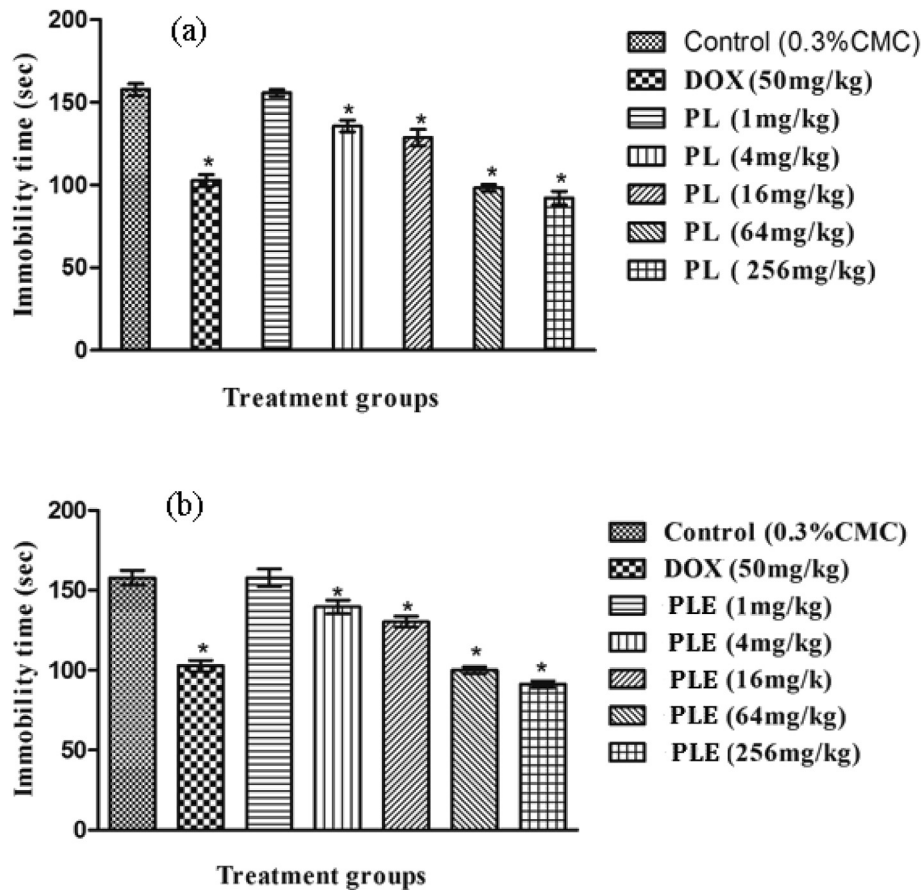 (a)
200
150
100
50
0
Immobility time (sec)
*
*
*
*
*
Treatment groups
Control (0.3%CMC)
DOX (50mg/kg)
PL (1mg/kg)
PL (4mg/kg)
PL (16mg/kg)
PL (64mg/kg)
PL ( 256mg/kg)
(b)
200
150
100
50
0
Immobility time (sec)
*
*
*
*
*
Treatment groups
Control (0.3%CMC)
DOX (50mg/kg)
PLE (1mg/kg)
PLE (4mg/kg)
PLE (16mg/k)
PLE (64mg/kg)
PLE (256mg/kg)